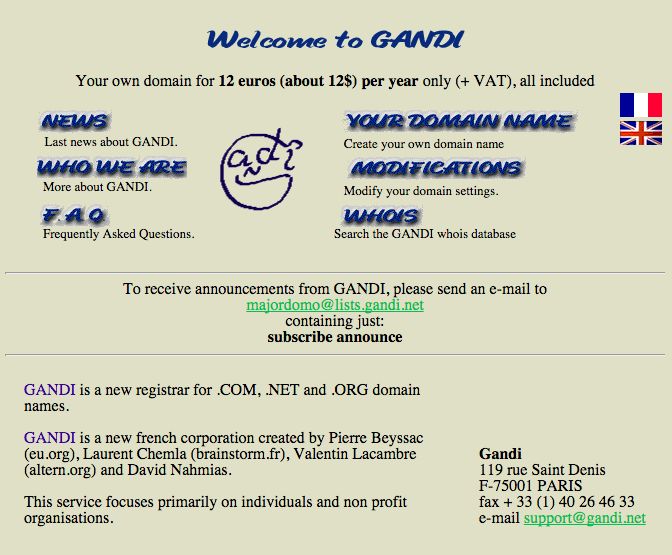 Welcome to GANDI
Your own domain for 12 euros (about 12$) per year only (+ VAT), all included
NEWS
Last news about GANDI.
WHO WE ARE
More about GANDI.
F.A.Q
Frequently Asked Questions.
gandi
YOUR DOMAIN NAME
Create your own domain name
MODIFICATIONS
Modify your domain settings.
WHOIS
Search the GANDI whois database
To receive announcements from GANDI, please send an e-mail to
majordomo@lists.gandi.net
containing just:
subscribe announce
GANDI is a new registrar for .COM, .NET and .ORG domain
names.
GANDI is a new french corporation created by Pierre Beyssac
(eu.org), Laurent Chemla (brainstorm.fr), Valentin Lacambre
(altern.org) and David Nahmias.
This service focuses primarily on individuals and non profit
organisations.
Gandi
119 rue Saint Denis
F-75001 PARIS
fax + 33 (1) 40 26 46 33
e-mail support@gandi.net